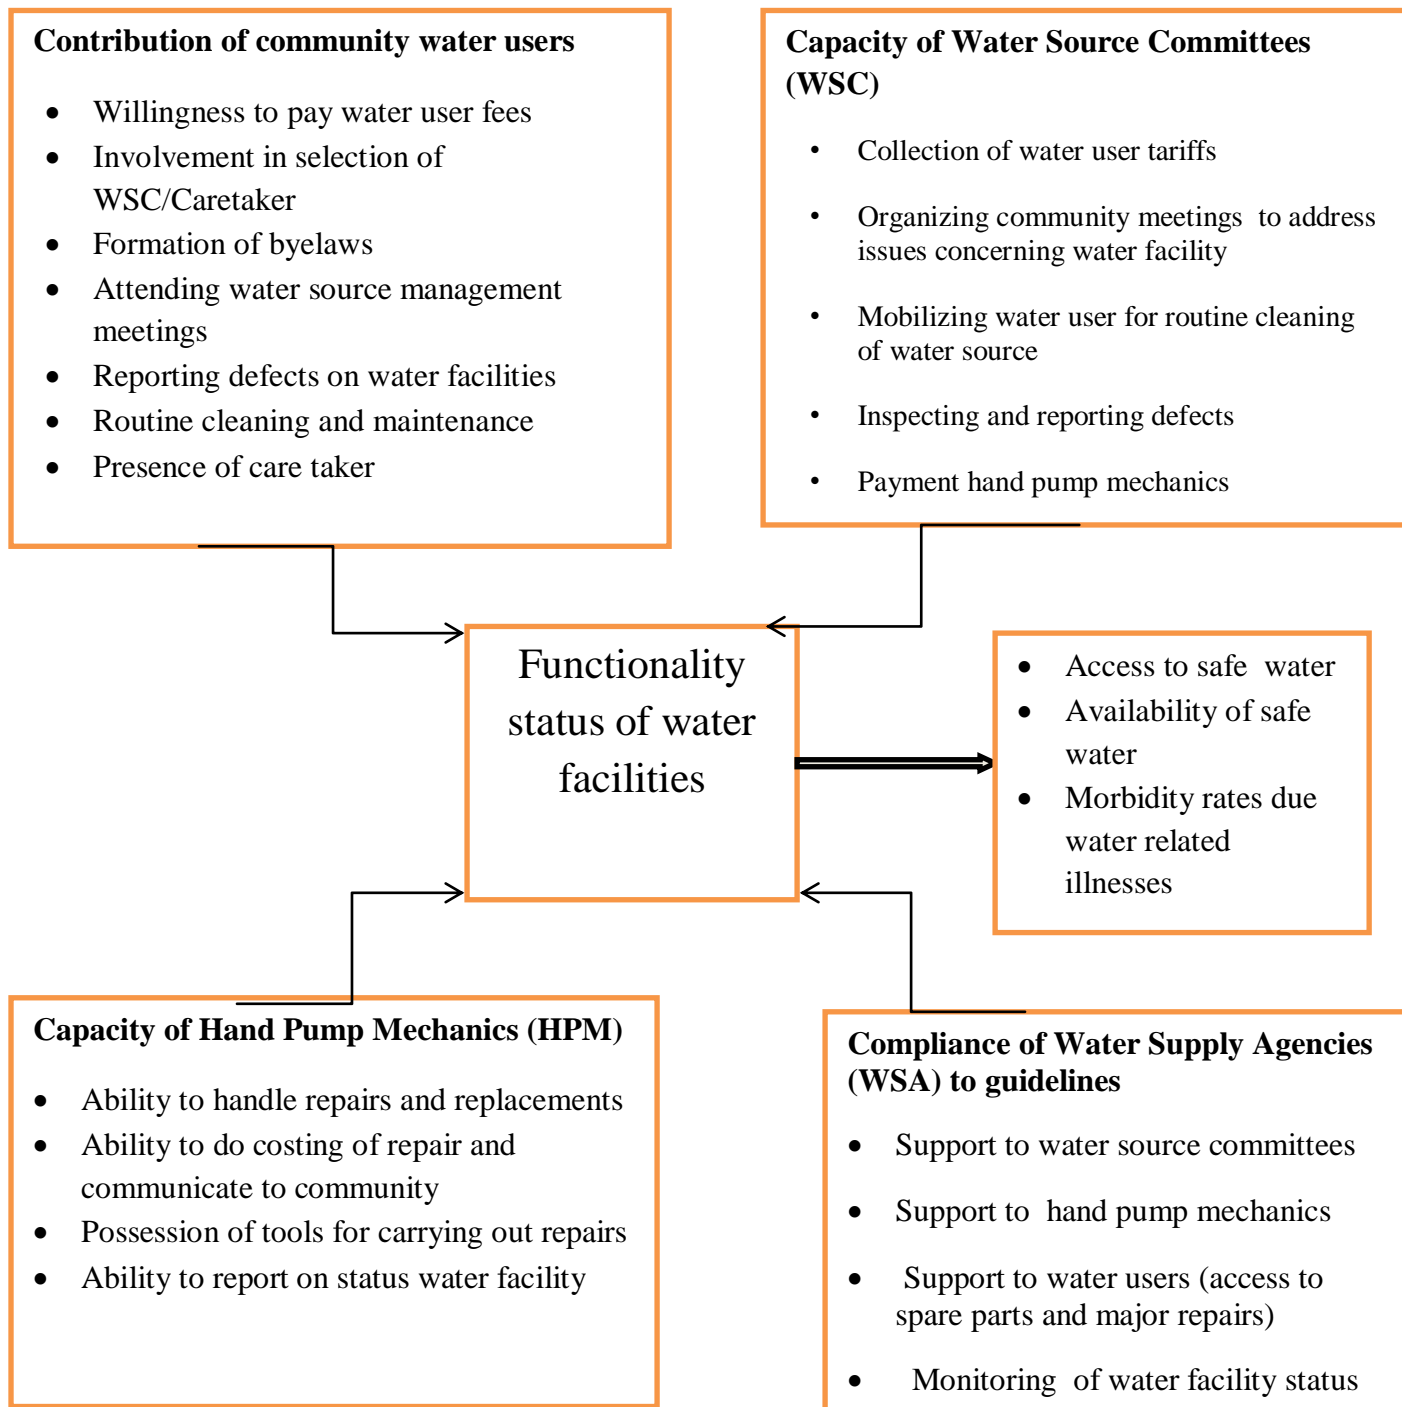 Contribution of community water users
• Willingness to pay water user fees
• Involvement in selection of
WSC/Caretaker
• Formation of byelaws
• Attending water source management
meetings
• Reporting defects on water facilities
• Routine cleaning and maintenance
• Presence of care taker
Capacity of Water Source Committees
(WSC)
• Collection of water user tariffs
• Organizing community meetings to address
issues concerning water facility
• Mobilizing water user for routine cleaning
of water source
• Inspecting and reporting defects
• Payment hand pump mechanics
Functionality
status of water
facilities
• Access to safe water
• Availability of safe
water
• Morbidity rates due
water related
illnesses
Capacity of Hand Pump Mechanics (HPM)
• Ability to handle repairs and replacements
• Ability to do costing of repair and
communicate to community
• Possession of tools for carrying out repairs
• Ability to report on status water facility
Compliance of Water Supply Agencies
(WSA) to guidelines
• Support to water source committees
• Support to hand pump mechanics
• Support to water users (access to
spare parts and major repairs)
• Monitoring of water facility status